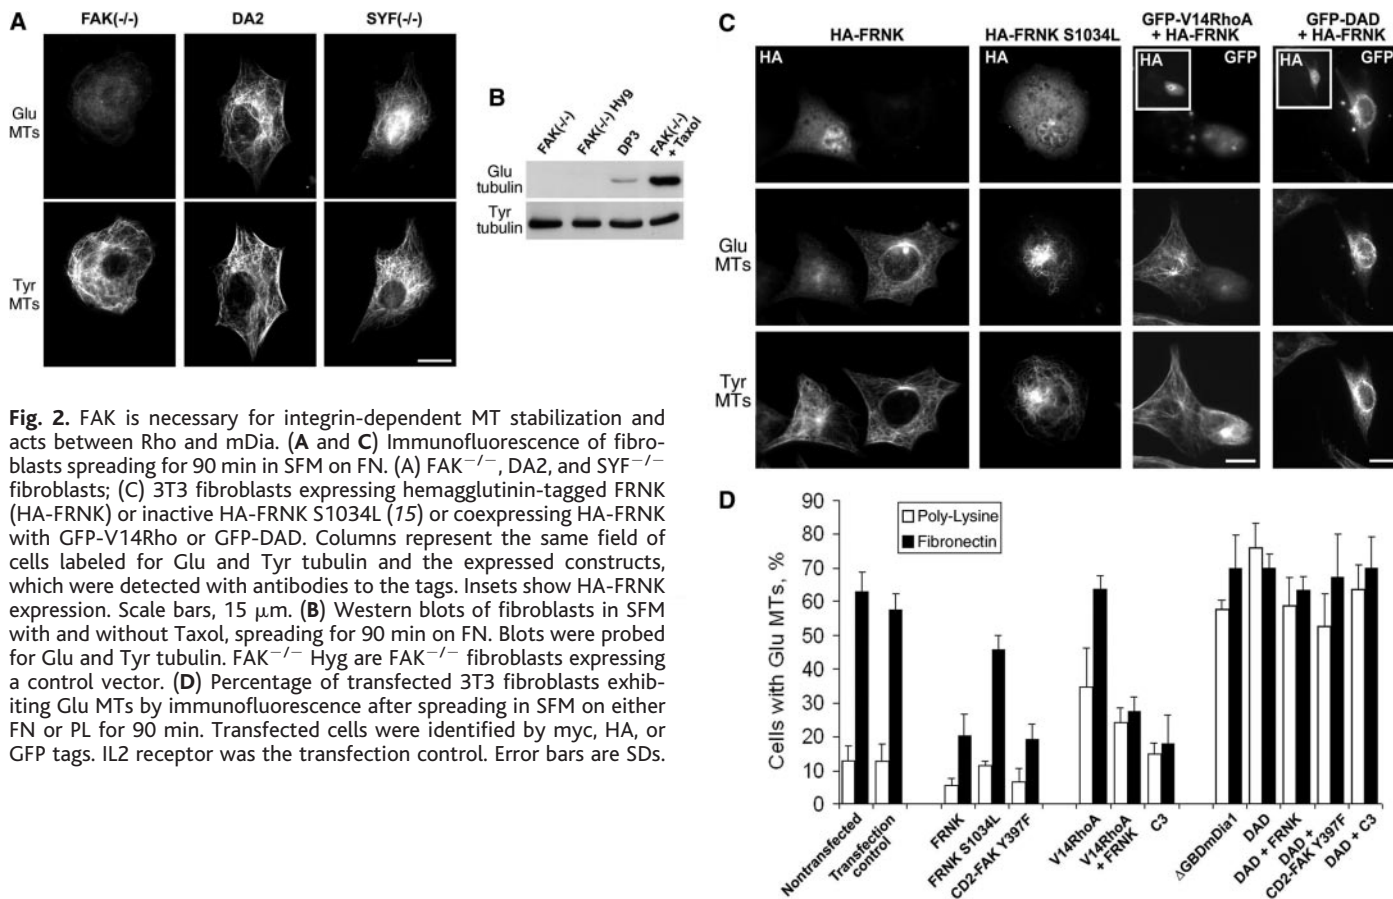 A
FAK(-/-)
DA2
SYF(-/-)
Glu
MTs
Tyr
MTs
B
FAK(-/-)
FAK(-/-) Hyg
DP3
FAK(-/-)
+ Taxol
Glu
tubulin
Tyr
tubulin
C
HA-FRNK
HA-FRNK S1034L
GFP-V14RhoA
+ HA-FRNK
GFP-DAD
+ HA-FRNK
HA
HA
HA
GFP
HA
GFP
Glu
MTs
Tyr
MTs
Fig. 2. FAK is necessary for integrin-dependent MT stabilization and
acts between Rho and mDia. (A and C) Immunofluorescence of fibro-
blasts spreading for 90 min in SFM on FN. (A) FAK−/−, DA2, and SYF−/−
fibroblasts; (C) 3T3 fibroblasts expressing hemagglutinin-tagged FRNK
(HA-FRNK) or inactive HA-FRNK S1034L (15) or coexpressing HA-FRNK
with GFP-V14Rho or GFP-DAD. Columns represent the same field of
cells labeled for Glu and Tyr tubulin and the expressed constructs,
which were detected with antibodies to the tags. Insets show HA-FRNK
expression. Scale bars, 15 μm. (B) Western blots of fibroblasts in SFM
with and without Taxol, spreading for 90 min on FN. Blots were probed
for Glu and Tyr tubulin. FAK−/− Hyg are FAK−/− fibroblasts expressing
a control vector. (D) Percentage of transfected 3T3 fibroblasts exhib-
iting Glu MTs by immunofluorescence after spreading in SFM on either
FN or PL for 90 min. Transfected cells were identified by myc, HA, or
GFP tags. IL2 receptor was the transfection control. Error bars are SDs.
D
Cells with Glu MTs, %
90
80
70
60
50
40
30
20
10
0
Poly-Lysine
Fibronectin
Nontransfected
Transfection
control
FRNK
FRNK S1034L
CD2-FAK Y397F
V14RhoA
V14RhoA
+ FRNK
C3
ΔGBDmDia1
DAD
DAD + FRNK
DAD +
CD2-FAK Y397F
DAD + C3